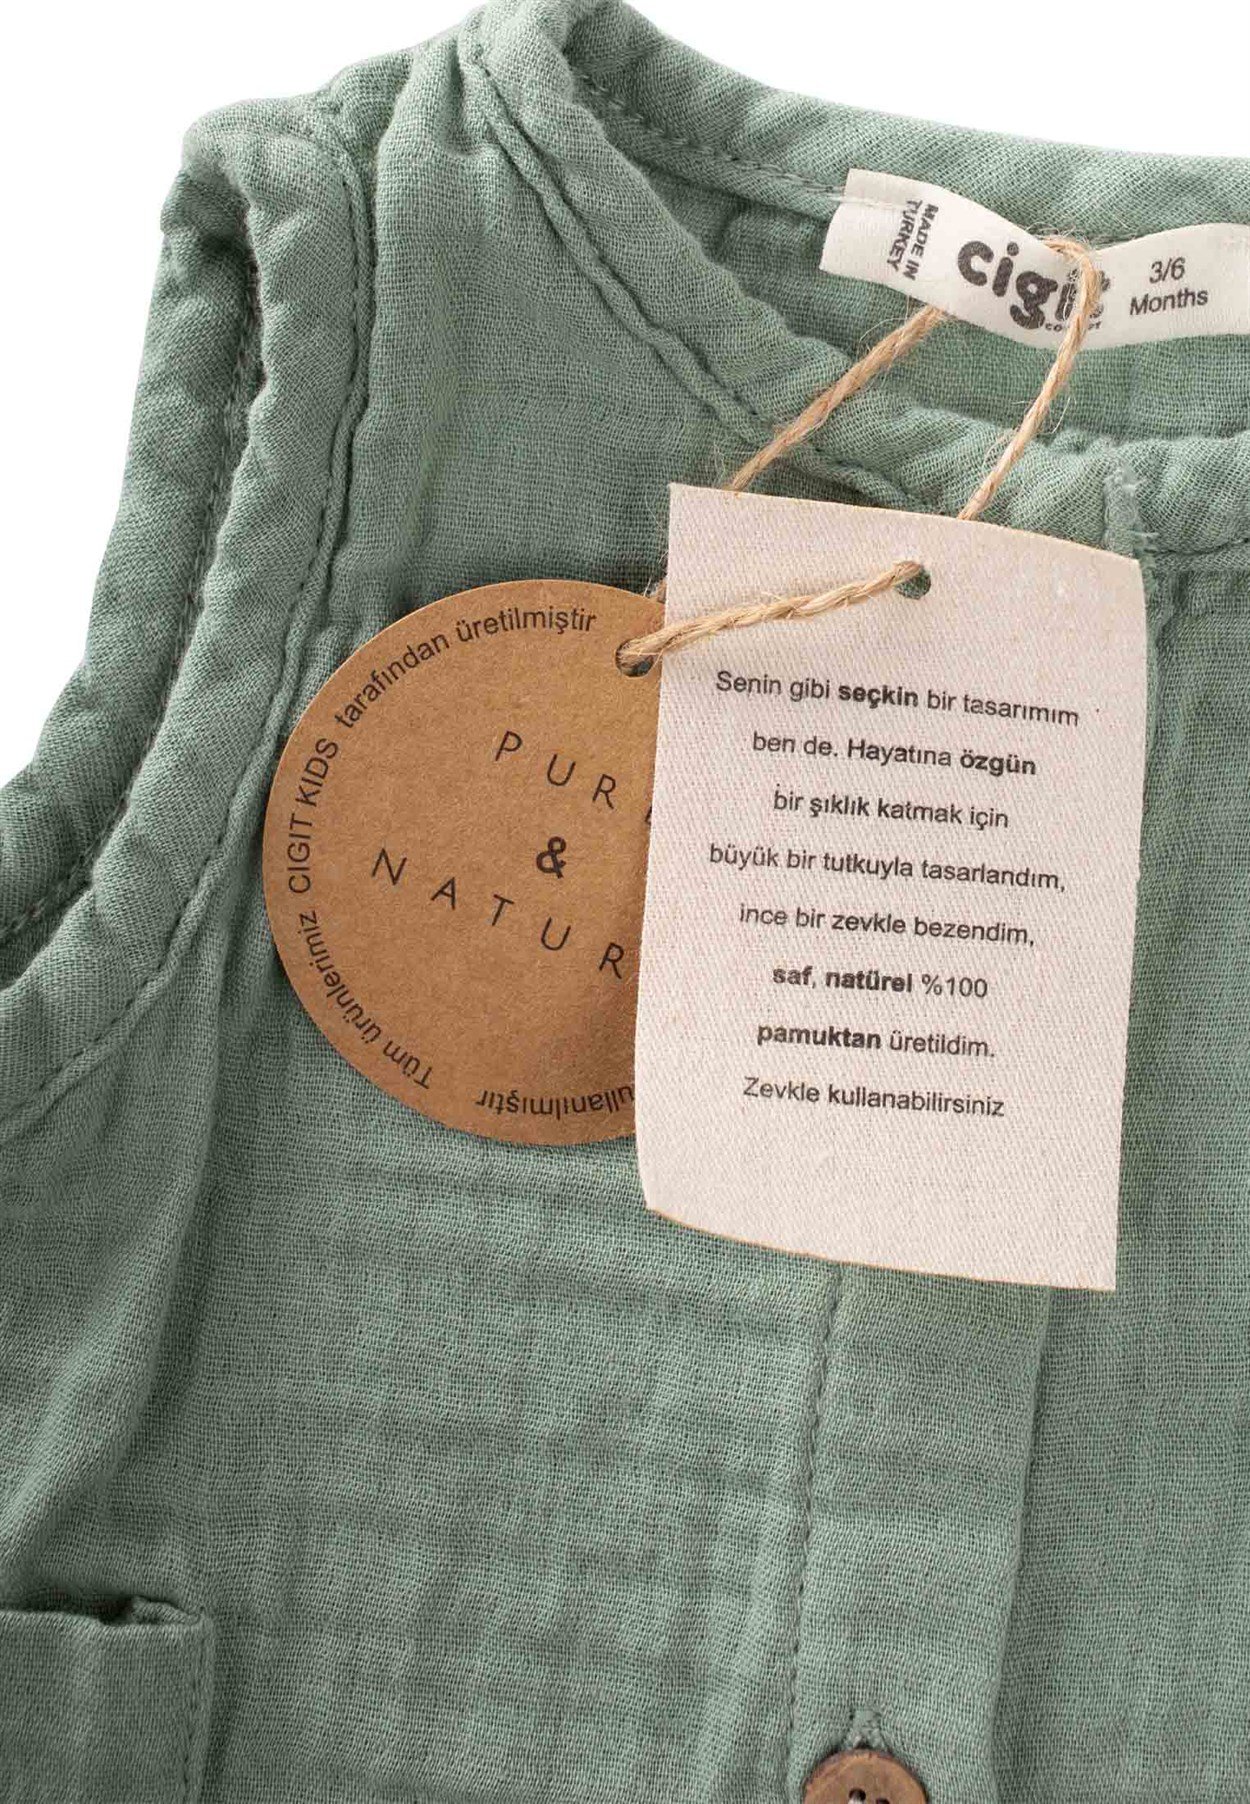 MADE IN
TURKEY
cigit
3/6
Months
Tüm ürünlerimiz CIGIT KIDS tarafından üretilmiştir
PUR
&
NATUR
Senin gibi seçkin bir tasarımım
ben de. Hayatına özgün
bir şıklık katmak için
büyük bir tutkuyla tasarlandım,
ince bir zevkle bezendim,
saf, natürel %100
pamuktan üretildim.
Zevkle kullanabilirsiniz